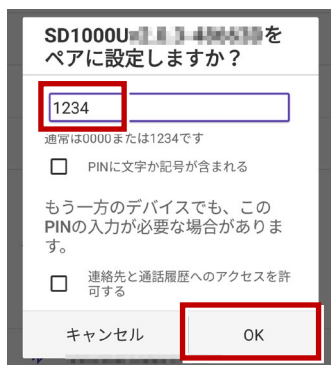 SD1000U を
ペアに設定しますか？
1234
通常は0000または1234です
PINに文字か記号が含まれる
もう一方のデバイスでも、この
PINの入力が必要な場合がありま
す。
連絡先と通話履歴へのアクセスを許
可する
キャンセル
OK